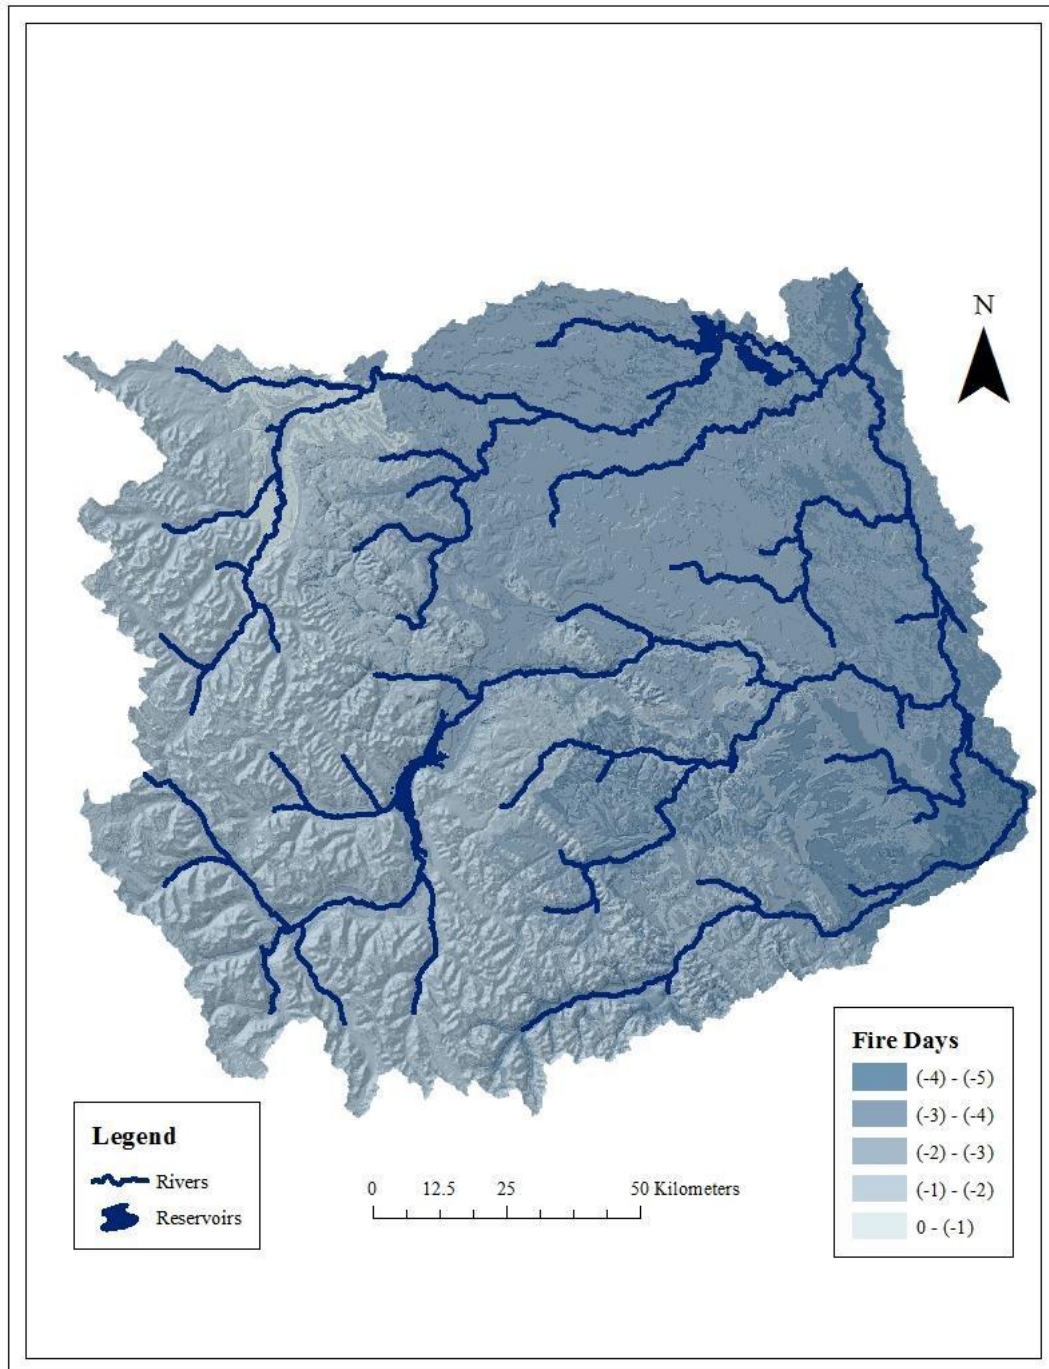 N
Fire Days
(-4) - (-5)
(-3) - (-4)
(-2) - (-3)
(-1) - (-2)
0 - (-1)
Legend
Rivers
Reservoirs
0 12.5 25 50 Kilometers